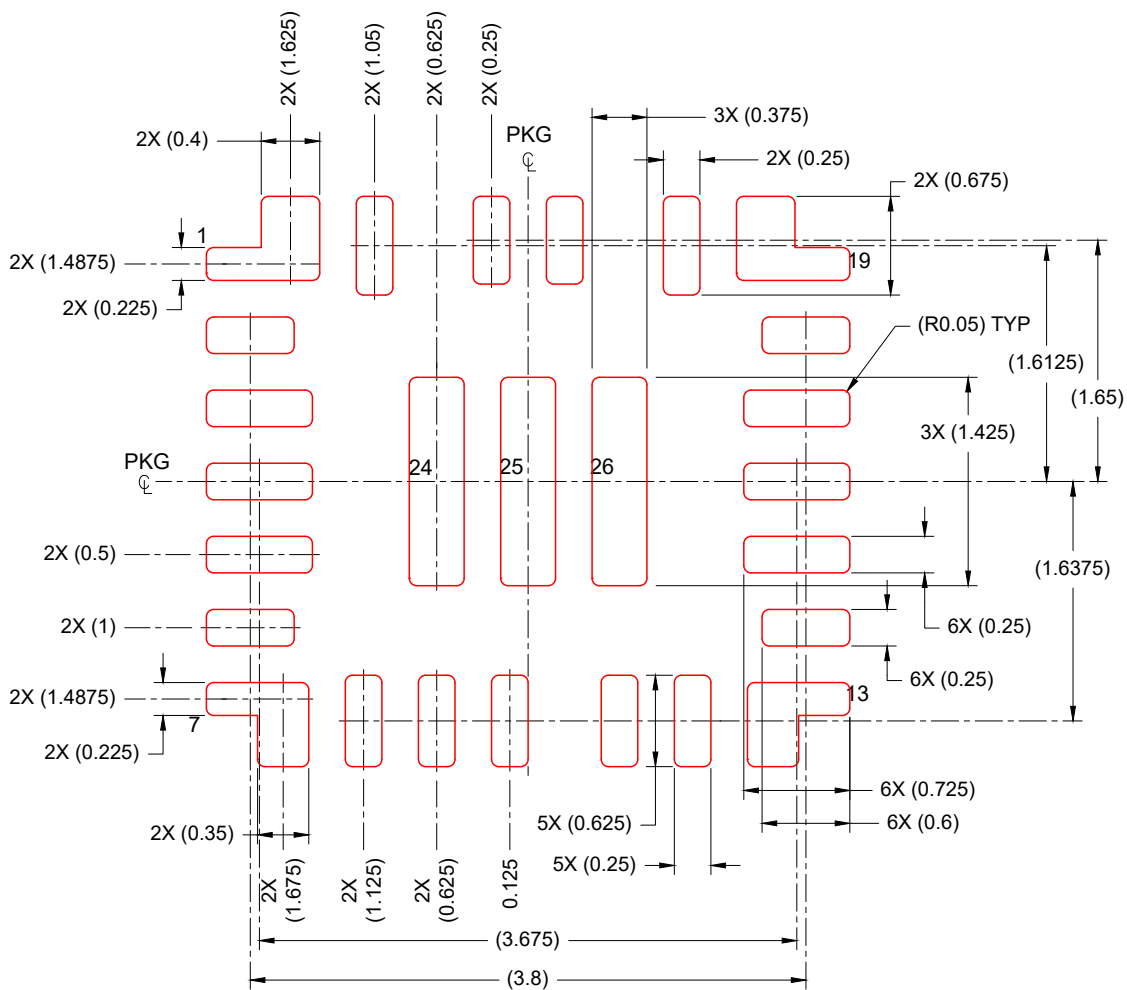 2X (1.625)
2X (1.05)
2X (0.625)
2X (0.25)
PKG
℄
3X (0.375)
2X (0.4)
2X (0.25)
2X (0.675)
1
2X (1.4875)
19
2X (0.225)
(R0.05) TYP
(1.6125)
(1.65)
3X (1.425)
PKG
℄
24
25
26
2X (0.5)
(1.6375)
2X (1)
6X (0.25)
6X (0.25)
2X (1.4875)
13
7
2X (0.225)
6X (0.725)
2X (0.35)
5X (0.625)
6X (0.6)
5X (0.25)
2X
(1.675)
2X
(1.125)
2X
(0.625)
0.125
(3.675)
(3.8)